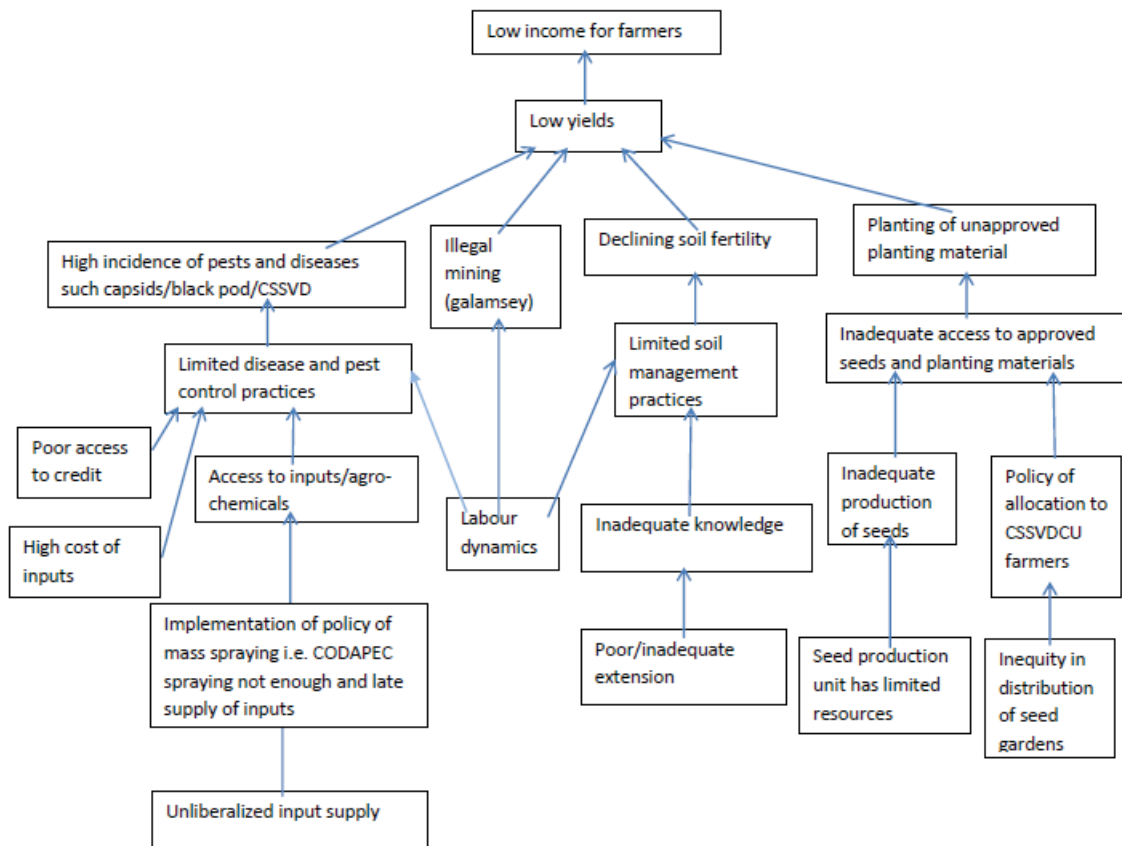 Low income for farmers
Low yields
High incidence of pests and diseases
such capsids/black pod/CSSVD
Illegal
mining
(galamsey)
Declining soil fertility
Planting of unapproved
planting material
Limited disease and pest
control practices
Limited soil
management
practices
Inadequate access to approved
seeds and planting materials
Poor access
to credit
Access to inputs/agro-
chemicals
High cost of
inputs
Labour
dynamics
Inadequate knowledge
Inadequate
production
of seeds
Policy of
allocation to
CSSVDCU
farmers
Implementation of policy of
mass spraying i.e. CODAPEC
spraying not enough and late
supply of inputs
Poor/inadequate
extension
Seed production
unit has limited
resources
Inequity in
distribution
of seed
gardens
Unliberalized input supply